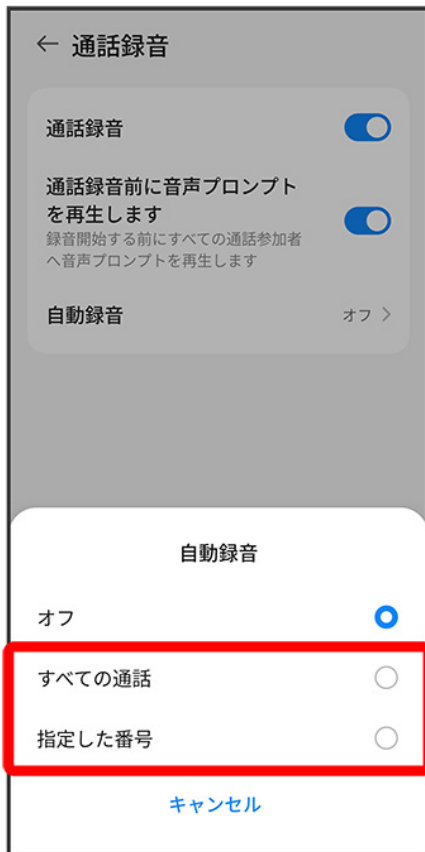 通話録音
通話録音
通話録音前に音声プロンプト
を再生します
録音開始する前にすべての通話参加者
へ音声プロンプトを再生します
自動録音 オフ
自動録音
オフ
すべての通話
指定した番号
キャンセル